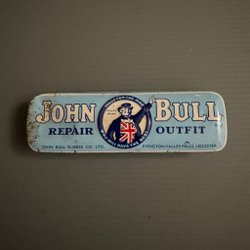 JOHN BULL
REPAIR OUTFIT
JOHN BULL RUBBER CO. LTD. EVINGTON VALLEY MILLS, LEICESTER